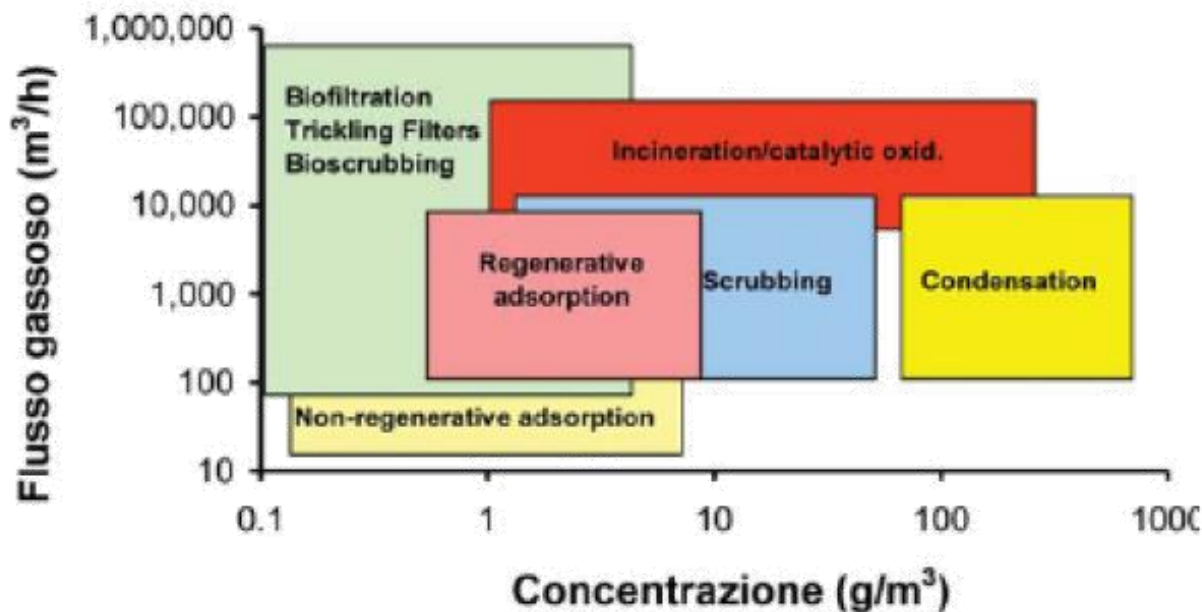 1,000,000
100,000
10,000
1,000
100
10
Flusso gassoso (m³/h)
Biofiltration
Trickling Filters
Bioscrubbing
Incineration/catalytic oxid.
Regenerative
adsorption
Scrubbing
Condensation
Non-regenerative adsorption
0.1 1 10 100 1000
Concentrazione (g/m³)